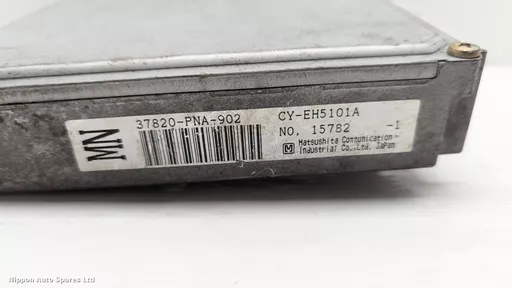 MN
37820-PNA-902
CY-EH5101A
NO. 15782 -1
M Matsushita Communication
Industrial Co.,Ltd. Japan
Nippon Auto Spares Ltd